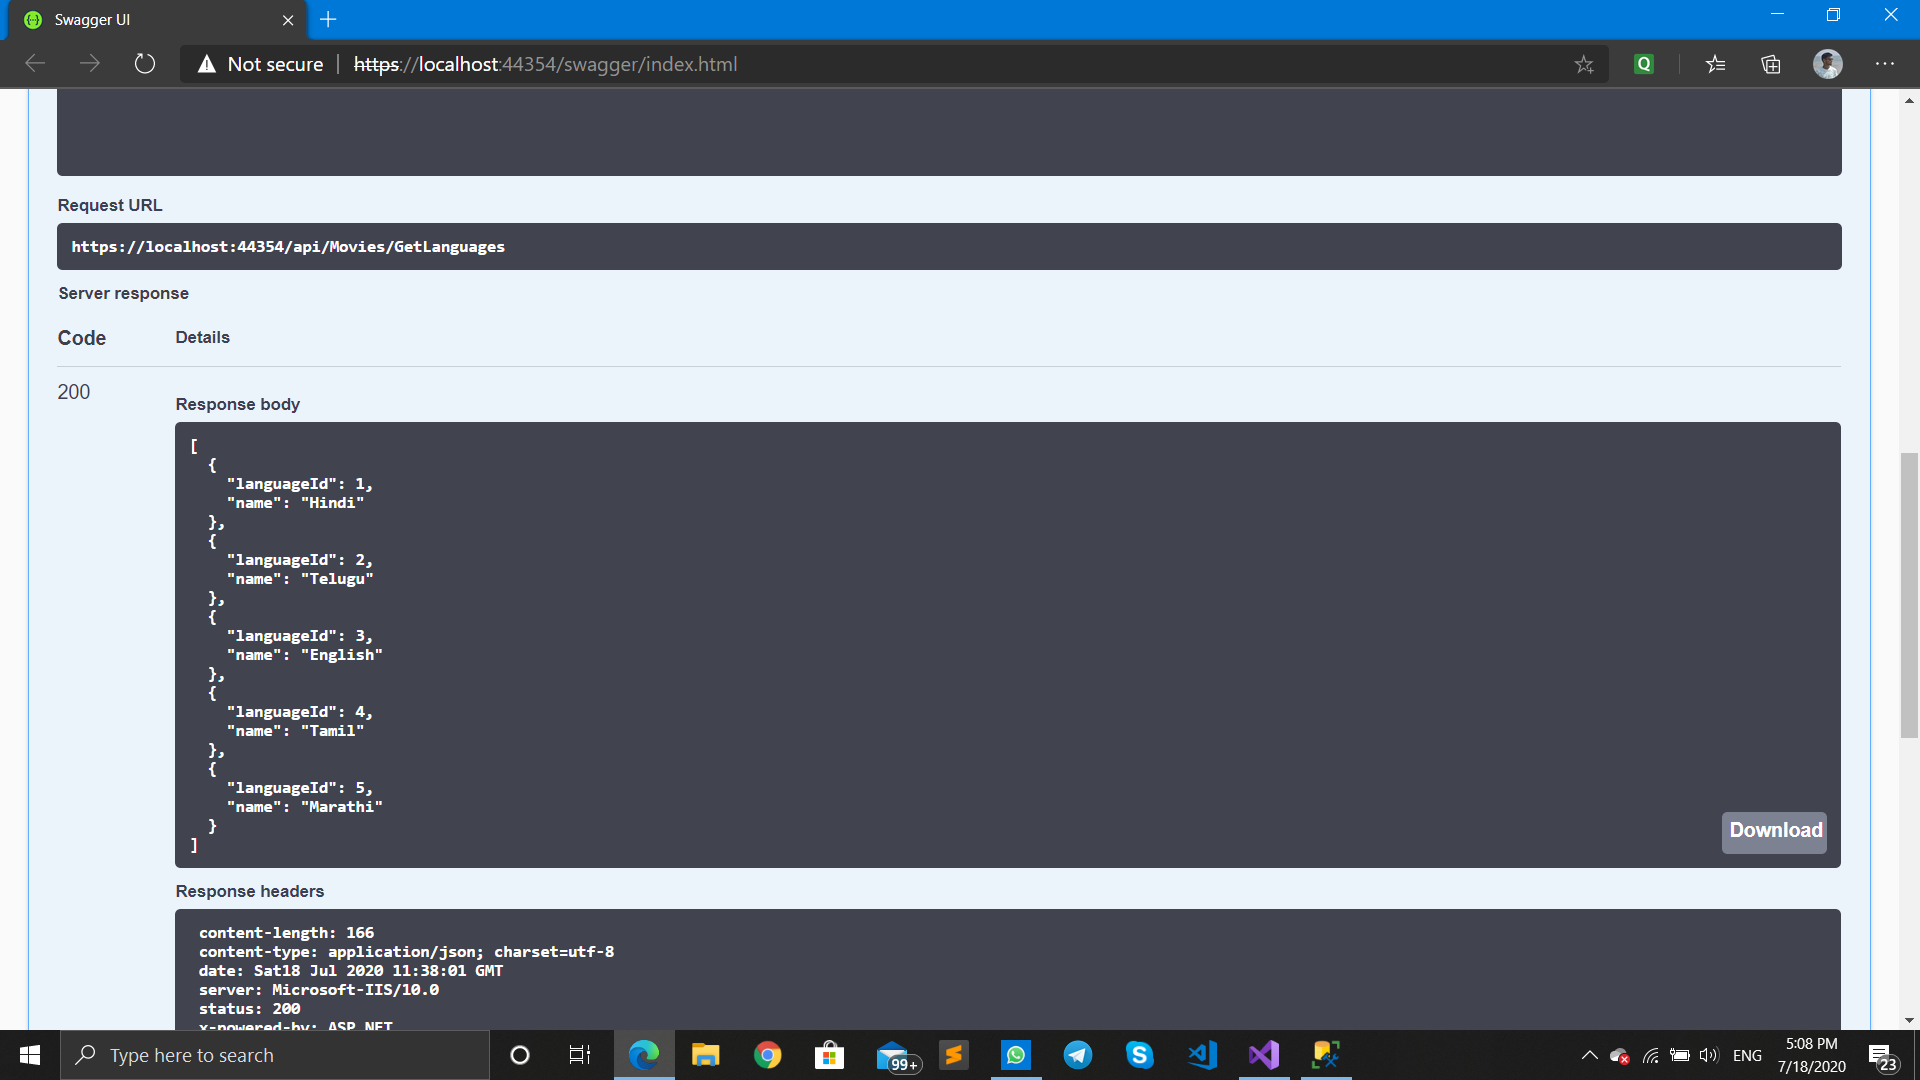 Swagger UI
Not secure | https://localhost:44354/swagger/index.html
Q
Request URL
https://localhost:44354/api/Movies/GetLanguages
Server response
Code Details
200
Response body
[
{
"languageId": 1,
"name": "Hindi"
},
{
"languageId": 2,
"name": "Telugu"
},
{
"languageId": 3,
"name": "English"
},
{
"languageId": 4,
"name": "Tamil"
},
{
"languageId": 5,
"name": "Marathi"
}
]
Download
Response headers
content-length: 166
content-type: application/json; charset=utf-8
date: Sat18 Jul 2020 11:38:01 GMT
server: Microsoft-IIS/10.0
status: 200
x-powered-by: ASP.NET
Type here to search
99+
ENG
5:08 PM
7/18/2020
23